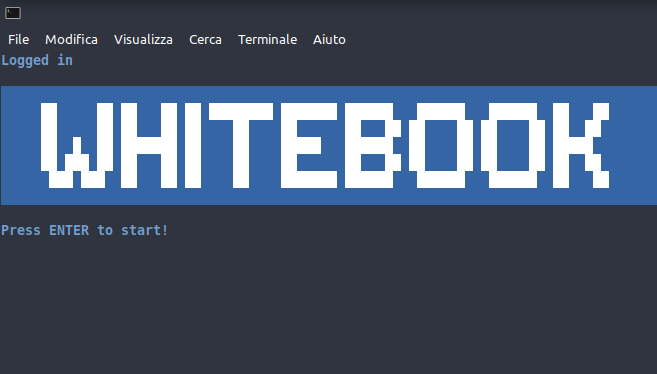 File Modifica Visualizza Cerca Terminale Aiuto
Logged in
WHITEBOOK
Press ENTER to start!